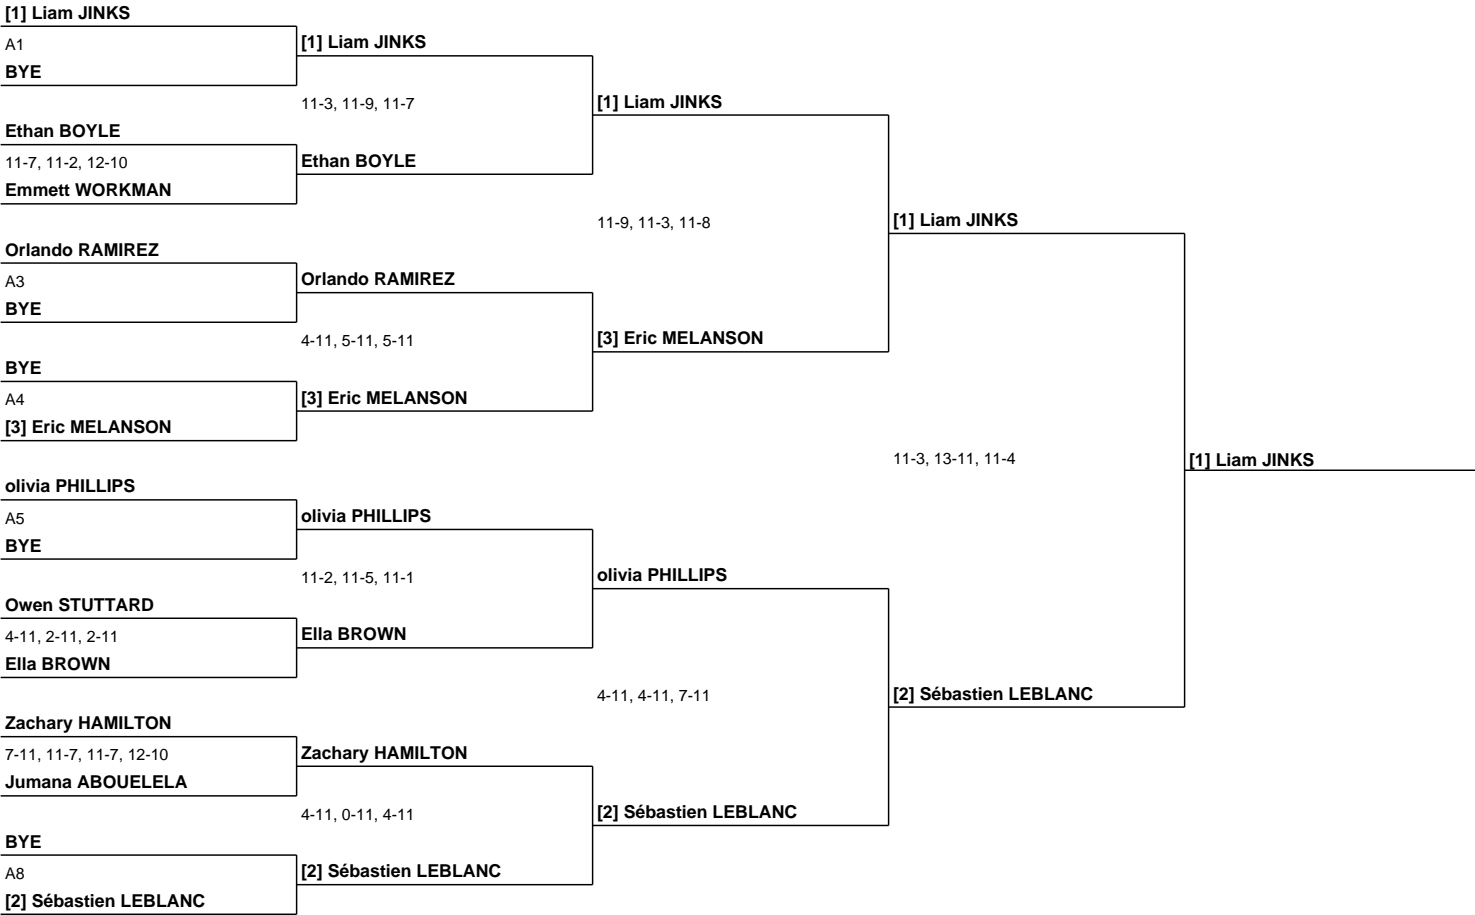 [1] Liam JINKS
A1
BYE
Ethan BOYLE
11-7, 11-2, 12-10
Emmett WORKMAN
Orlando RAMIREZ
A3
BYE
BYE
A4
[3] Eric MELANSON
olivia PHILLIPS
A5
BYE
Owen STUTTARD
4-11, 2-11, 2-11
Ella BROWN
Zachary HAMILTON
7-11, 11-7, 11-7, 12-10
Jumana ABOUELELA
BYE
A8
[2] Sébastien LEBLANC
[1] Liam JINKS
11-3, 11-9, 11-7
Ethan BOYLE
Orlando RAMIREZ
4-11, 5-11, 5-11
[3] Eric MELANSON
olivia PHILLIPS
11-2, 11-5, 11-1
Ella BROWN
Zachary HAMILTON
4-11, 0-11, 4-11
[2] Sébastien LEBLANC
[1] Liam JINKS
11-9, 11-3, 11-8
[3] Eric MELANSON
olivia PHILLIPS
4-11, 4-11, 7-11
[2] Sébastien LEBLANC
[1] Liam JINKS
11-3, 13-11, 11-4
[2] Sébastien LEBLANC
[1] Liam JINKS